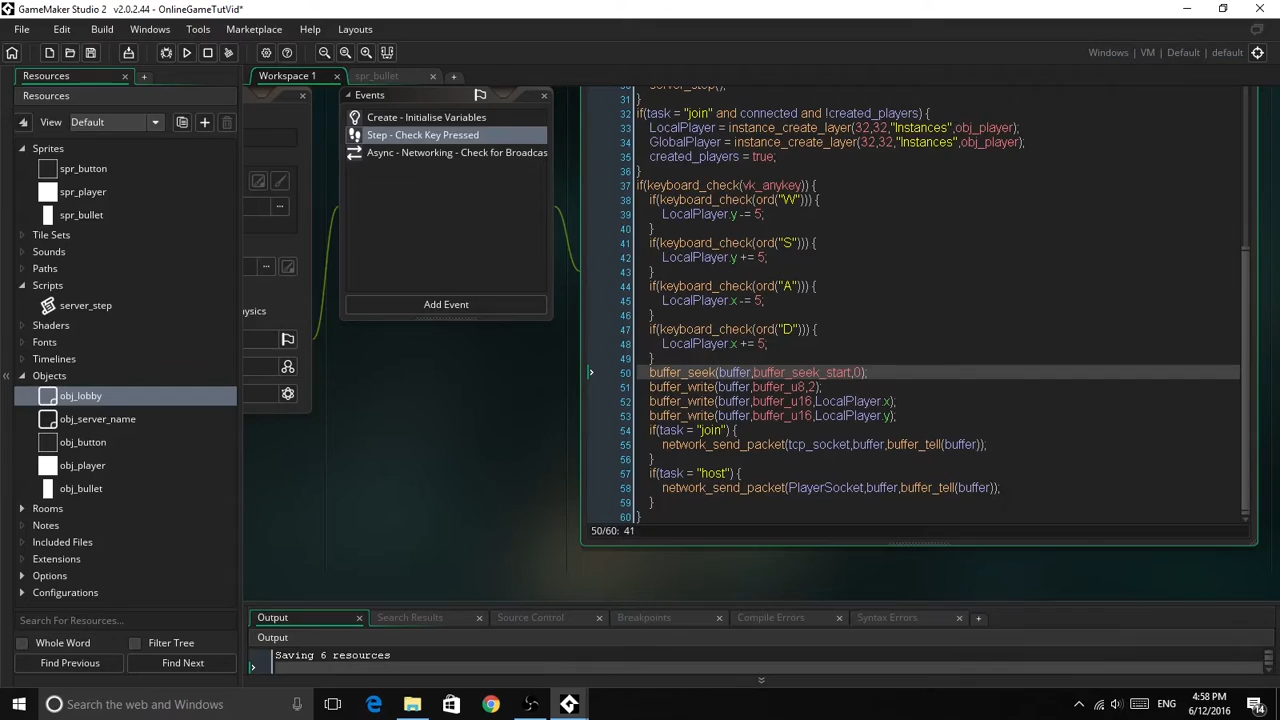 GameMaker Studio 2 v2.0.2.44 - OnlineGameTutVid*
File Edit Build Windows Tools Marketplace Help Layouts
Windows | VM | Default | default
Resources
Workspace 1 spr_bullet
Resources
View Default
Sprites
spr_button
spr_player
spr_bullet
Tile Sets
Sounds
Paths
Scripts
server_step
Shaders
Fonts
Timelines
Objects
obj_lobby
obj_server_name
obj_button
obj_player
obj_bullet
Rooms
Notes
Included Files
Extensions
Options
Configurations
Search For Resources...
Whole Word Filter Tree
Find Previous Find Next
Events
Create - Initialise Variables
Step - Check Key Pressed
Async - Networking - Check for Broadcas
Add Event
ysics
server_step();
31 }
32 if(task = "join" and connected and !created_players) {
33 LocalPlayer = instance_create_layer(32,32,"Instances",obj_player);
34 GlobalPlayer = instance_create_layer(32,32,"Instances",obj_player);
35 created_players = true;
36 }
37 if(keyboard_check(vk_anykey)) {
38 if(keyboard_check(ord("W"))) {
39 LocalPlayer.y -= 5;
40 }
41 if(keyboard_check(ord("S"))) {
42 LocalPlayer.y += 5;
43 }
44 if(keyboard_check(ord("A"))) {
45 LocalPlayer.x -= 5;
46 }
47 if(keyboard_check(ord("D"))) {
48 LocalPlayer.x += 5;
49 }
50 buffer_seek(buffer,buffer_seek_start,0);
51 buffer_write(buffer,buffer_u8,2);
52 buffer_write(buffer,buffer_u16,LocalPlayer.x);
53 buffer_write(buffer,buffer_u16,LocalPlayer.y);
54 if(task = "join") {
55 network_send_packet(tcp_socket,buffer,buffer_tell(buffer));
56 }
57 if(task = "host") {
58 network_send_packet(PlayerSocket,buffer,buffer_tell(buffer));
59 }
60 }
50/60: 41
Output Search Results Source Control Breakpoints Compile Errors Syntax Errors
Output
Saving 6 resources
Search the web and Windows
ENG
4:58 PM
6/12/2016
14